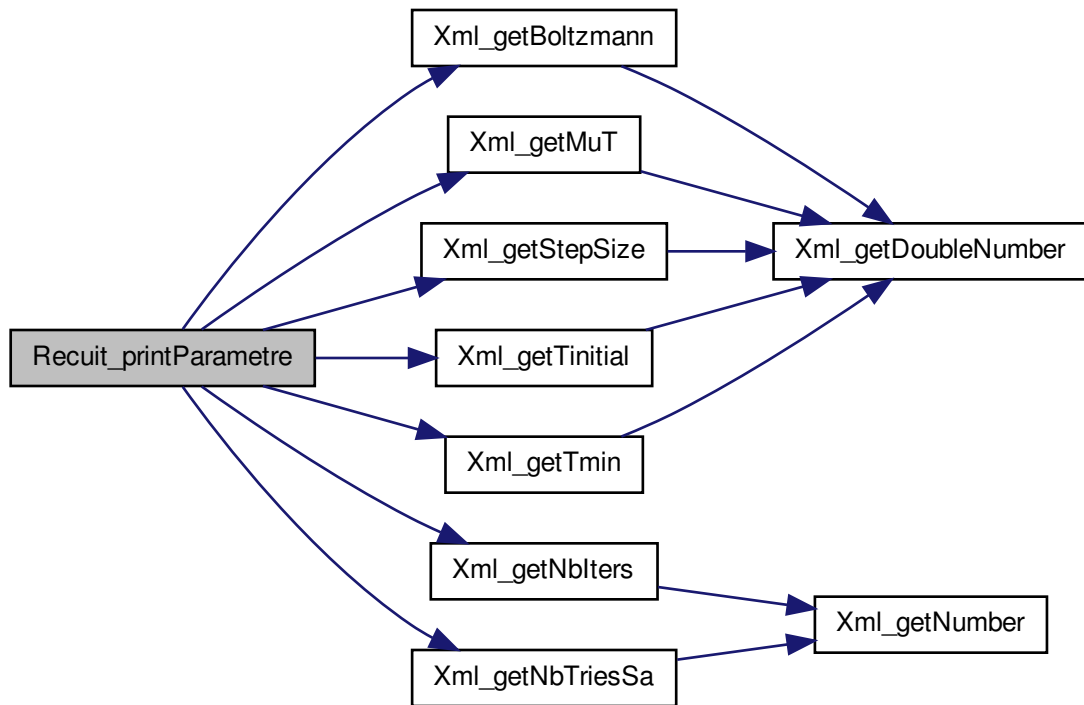 Xml_getBoltzmann
Xml_getMuT
Xml_getStepSize
Xml_getDoubleNumber
Recuit_printParametre
Xml_getTinitial
Xml_getTmin
Xml_getNbIters
Xml_getNumber
Xml_getNbTriesSa